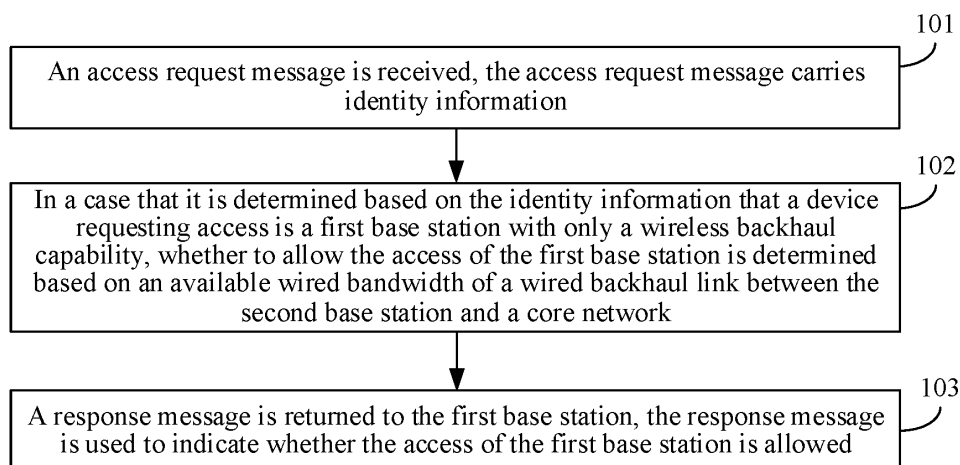 101
An access request message is received, the access request message carries
identity information
102
In a case that it is determined based on the identity information that a device
requesting access is a first base station with only a wireless backhaul
capability, whether to allow the access of the first base station is determined
based on an available wired bandwidth of a wired backhaul link between the
second base station and a core network
103
A response message is returned to the first base station, the response message
is used to indicate whether the access of the first base station is allowed